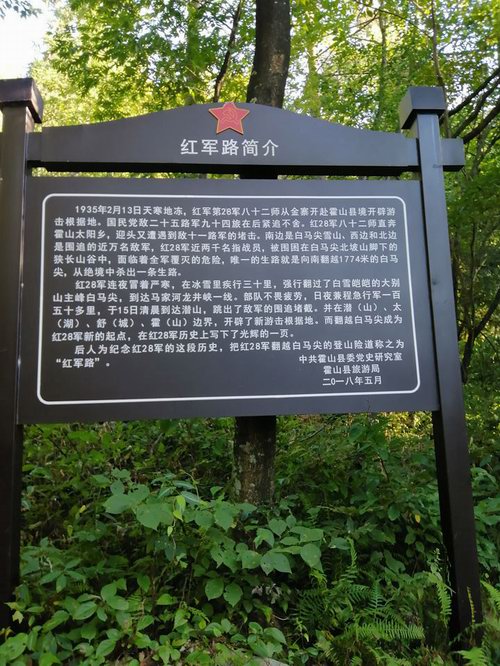 红军路简介
1935年2月13日天寒地冻，红军第28军八十二师从金寨开赴霍山县境开辟游
击根据地。国民党敌二十五路军九十四旅在后紧追不舍。红28军八十二师直奔
霍山太阳乡，迎头又遭遇到敌十一路军的堵击。南边是白马尖雪山，西边和北边
是围追的近万名敌军，红28军近两千名指战员，被围困在白马尖北坡山脚下的
狭长山谷中，面临着全军覆灭的危险，唯一的生路就是向南翻越1774米的白马
尖，从绝境中杀出一条生路。
红28军连夜冒着严寒，在冰雪里疾行三十里，强行翻过了白雪皑皑的大别
山主峰白马尖，到达马家河龙井峡一线。部队不畏疲劳，日夜兼程急行军一百
五十多里，于15日清晨到达潜山，跳出了敌军的围追堵截。并在潜（山）、太
（湖）、舒（城）、霍（山）边界，开辟了新游击根据地。而翻越白马尖成为
红28军新的起点，在红28军历史上写下了光辉的一页。
后人为纪念红28军的这段历史，把红28军翻越白马尖的登山险道称之为
“红军路”。
中共霍山县委党史研究室
霍山县旅游局
二〇一八年五月